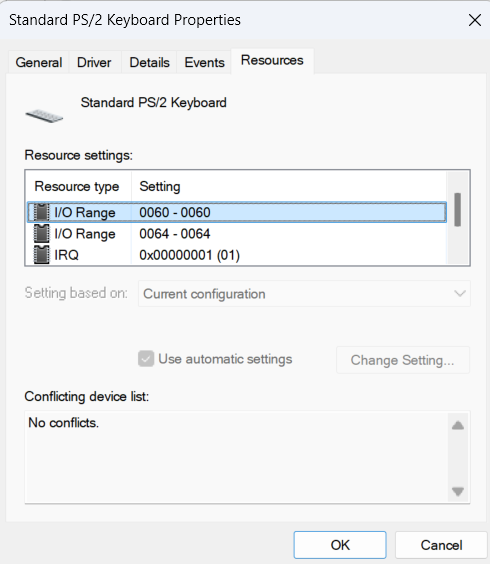 Standard PS/2 Keyboard Properties
General Driver Details Events Resources
Standard PS/2 Keyboard
Resource settings:
Resource type Setting
I/O Range 0060 - 0060
I/O Range 0064 - 0064
IRQ 0x00000001 (01)
Setting based on: Current configuration
Use automatic settings Change Setting...
Conflicting device list:
No conflicts.
OK Cancel